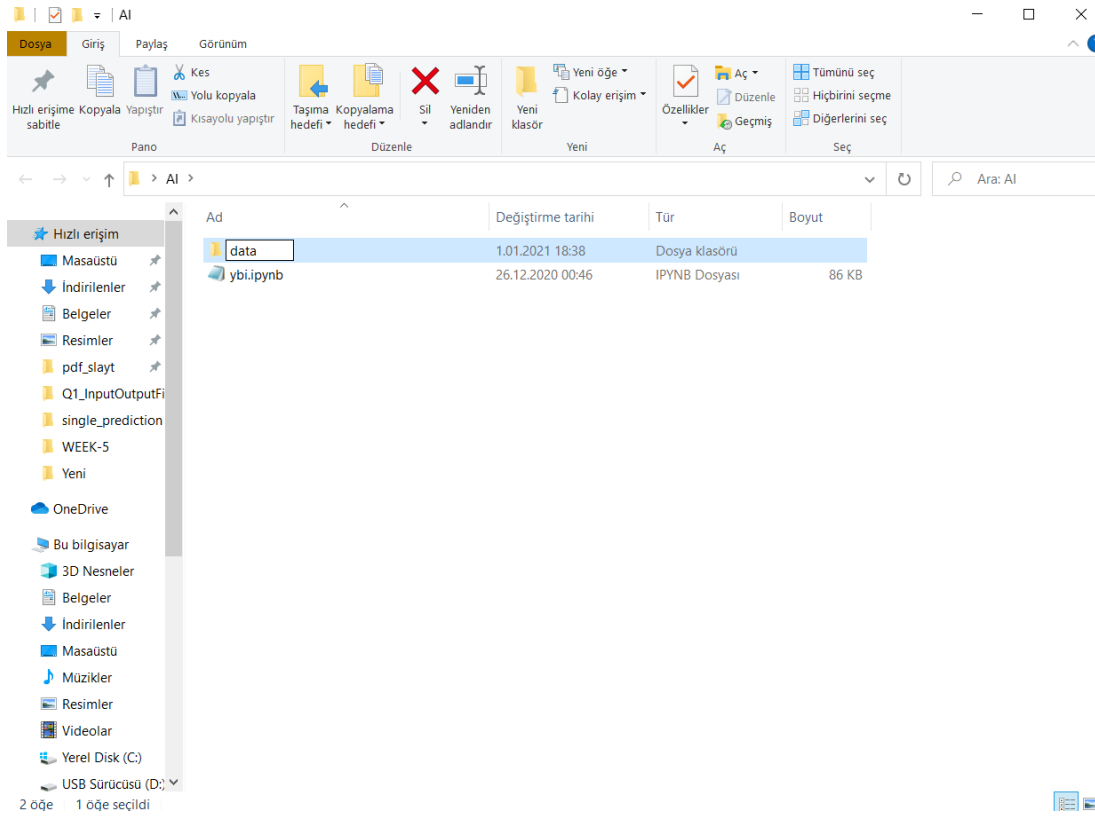 AI
Dosya Giriş Paylaş Görünüm
Hızlı erişime sabitle
Kopyala
Yapıştır
Kes
Yolu kopyala
Kısayolu yapıştır
Pano
Taşıma hedefi
Kopyalama hedefi
Sil
Yeniden adlandır
Düzenle
Yeni klasör
Yeni öğe
Kolay erişim
Yeni
Özellikler
Aç
Düzenle
Geçmiş
Aç
Tümünü seç
Hiçbirini seçme
Diğerlerini seç
Seç
AI
Ara: AI
Ad Değiştirme tarihi Tür Boyut
data 1.01.2021 18:38 Dosya klasörü
ybi.ipynb 26.12.2020 00:46 IPYNB Dosyası 86 KB
Hızlı erişim
Masaüstü
İndirilenler
Belgeler
Resimler
pdf_slayt
Q1_InputOutputFi
single_prediction
WEEK-5
Yeni
OneDrive
Bu bilgisayar
3D Nesneler
Belgeler
İndirilenler
Masaüstü
Müzikler
Resimler
Videolar
Yerel Disk (C:)
USB Sürücüsü (D:)
2 öğe 1 öğe seçildi